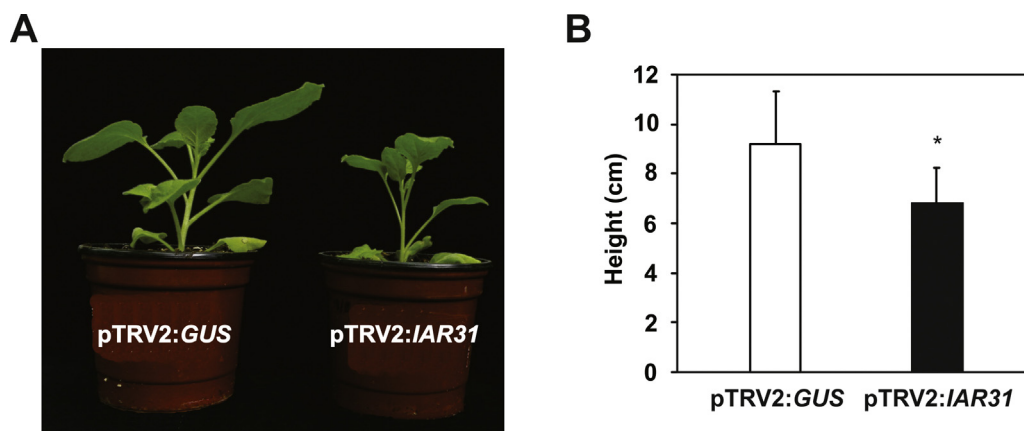 A
pTRV2:GUS
pTRV2:IAR31
B
Height (cm)
12
10
8
6
4
2
0
*
pTRV2:GUS
pTRV2:IAR31